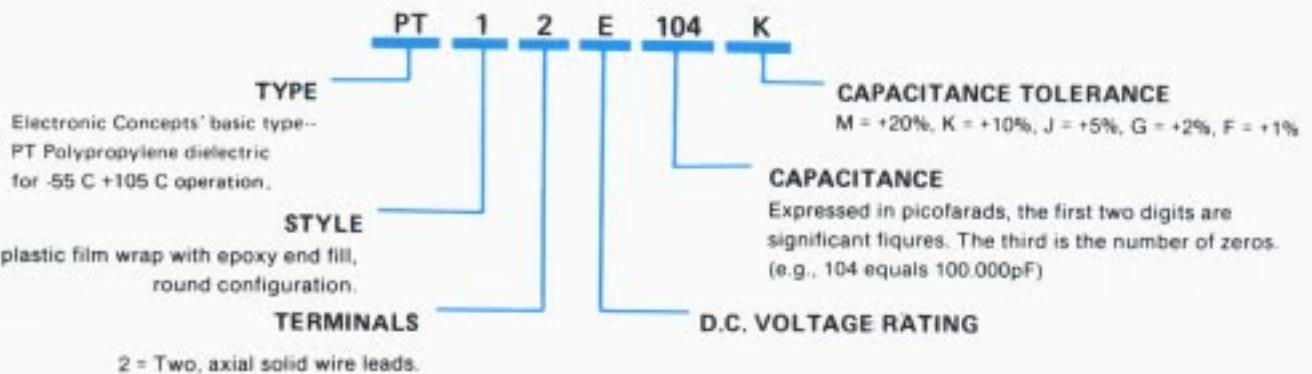 PT 1 2 E 104 K
TYPE
Electronic Concepts' basic type--
PT Polypropylene dielectric
for -55 C +105 C operation.
STYLE
plastic film wrap with epoxy end fill,
round configuration.
TERMINALS
2 = Two, axial solid wire leads.
CAPACITANCE TOLERANCE
M = +20%, K = +10%, J = +5%, G = +2%, F = +1%
CAPACITANCE
Expressed in picofarads, the first two digits are
significant fiqures. The third is the number of zeros.
(e.g., 104 equals 100.000pF)
D.C. VOLTAGE RATING